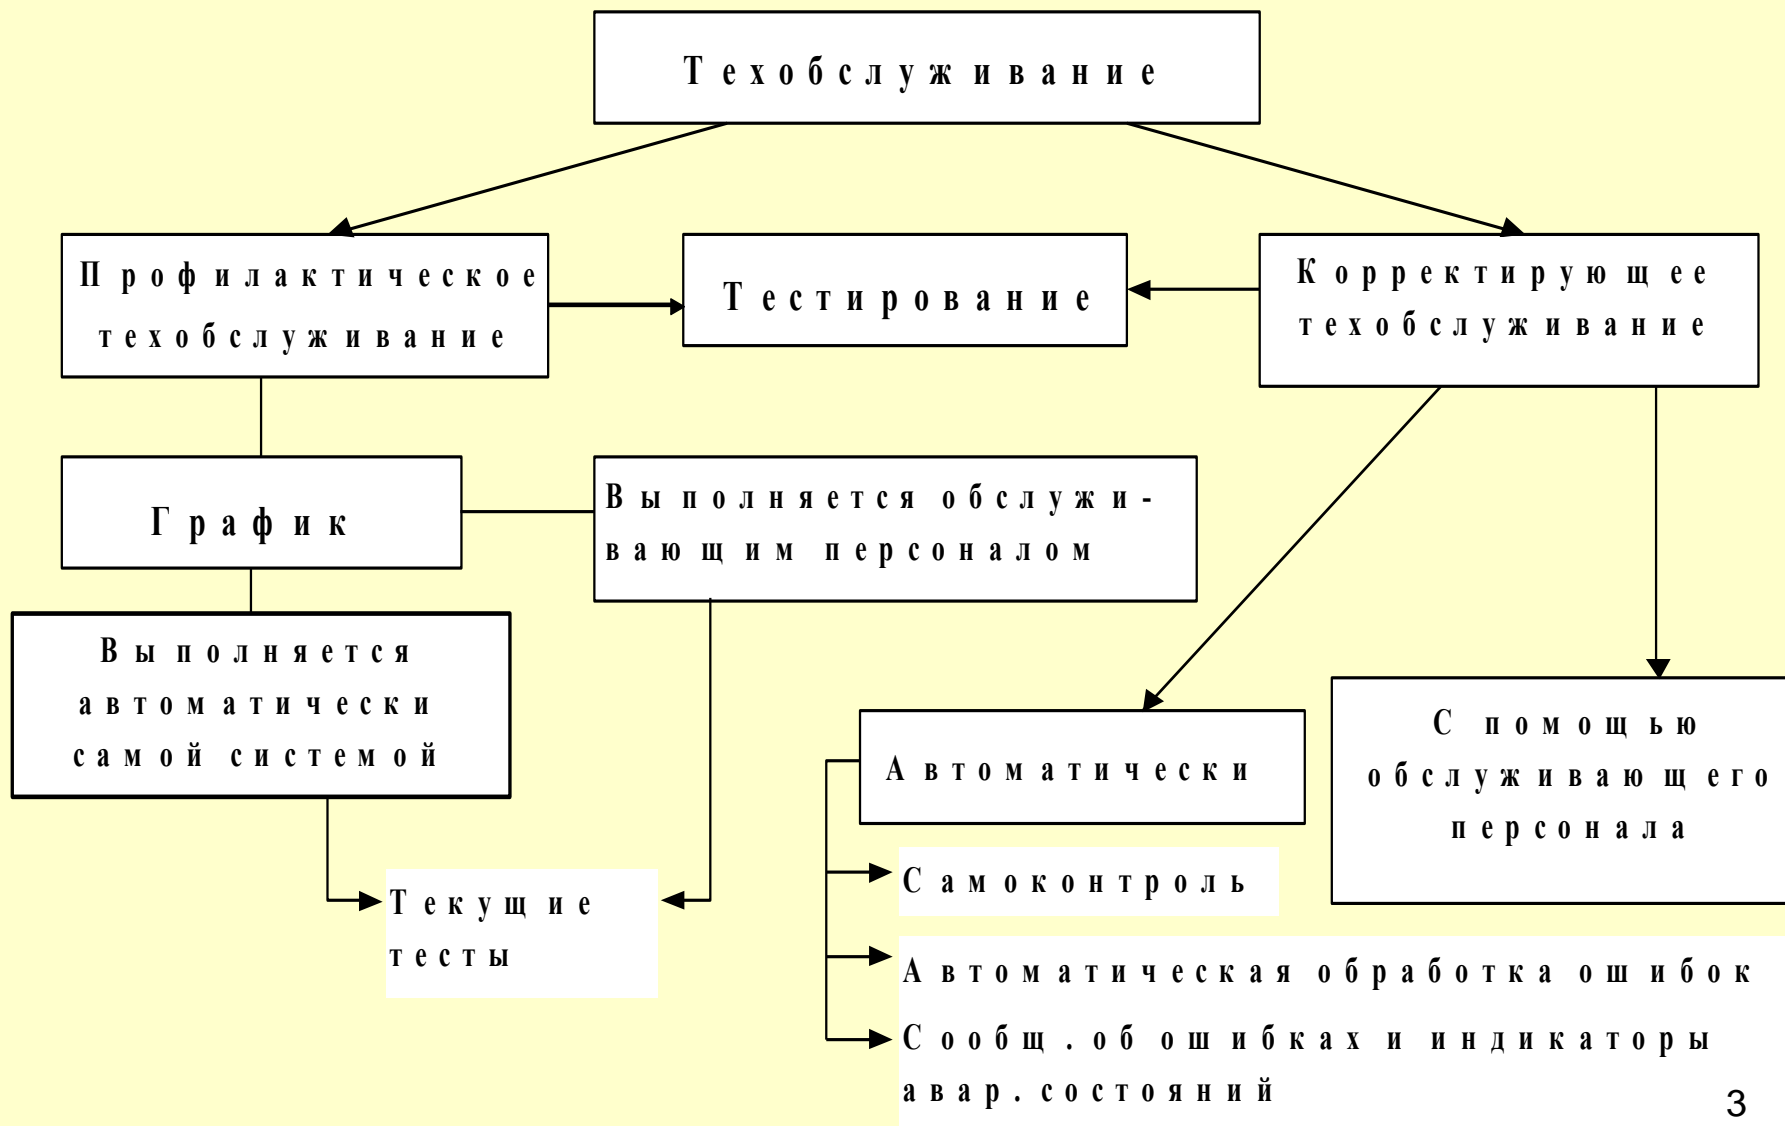 Техобслуживание
Профилактическое
техобслуживание
Тестирование
Корректирующее
техобслуживание
График
Выполняется обслужи-
вающим персоналом
Выполняется
автоматически
самой системой
Автоматически
С помощью
обслуживающего
персонала
Текущие
тесты
Самоконтроль
Автоматическая обработка ошибок
Сообщ.об ошибках и индикаторы
авар.состояний
3